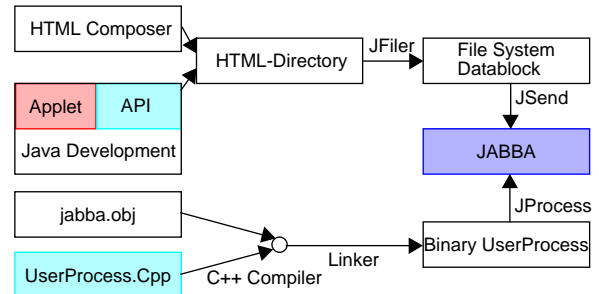 HTML Composer
HTML-Directory
JFiler
File System
Datablock
Applet
API
Java Development
JSend
JABBA
jabba.obj
JProcess
UserProcess.Cpp
C++ Compiler
Linker
Binary UserProcess